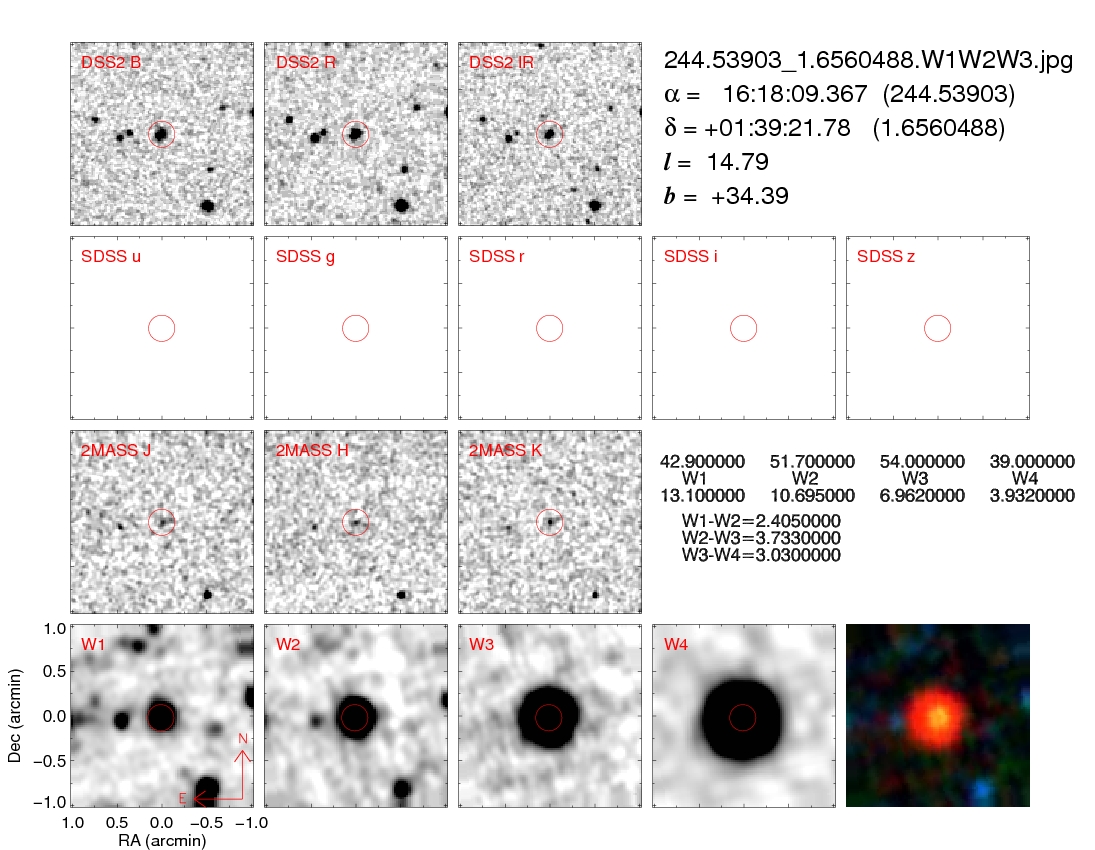 DSS2 B
DSS2 R
DSS2 IR
244.53903_1.6560488.W1W2W3.jpg
α = 16:18:09.367 (244.53903)
δ = +01:39:21.78 (1.6560488)
l = 14.79
b = +34.39
SDSS u
SDSS g
SDSS r
SDSS i
SDSS z
2MASS J
2MASS H
2MASS K
42.900000 51.700000 54.000000 39.000000
W1 W2 W3 W4
13.100000 10.695000 6.9620000 3.9320000
W1-W2=2.4050000
W2-W3=3.7330000
W3-W4=3.0300000
W1
W2
W3
W4
N
E
1.0
0.5
0.0
−0.5
−1.0
Dec (arcmin)
1.0 0.5 0.0 −0.5 −1.0
RA (arcmin)